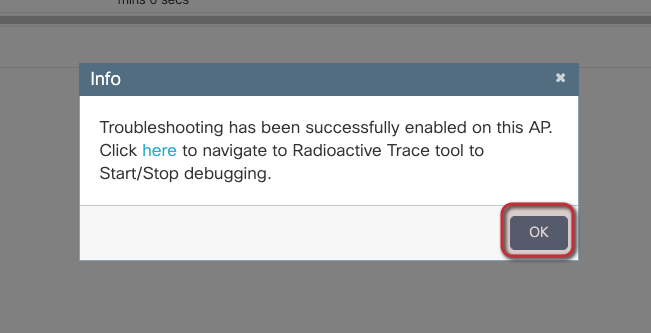 mins 0 secs
Info
Troubleshooting has been successfully enabled on this AP.
Click here to navigate to Radioactive Trace tool to
Start/Stop debugging.
OK